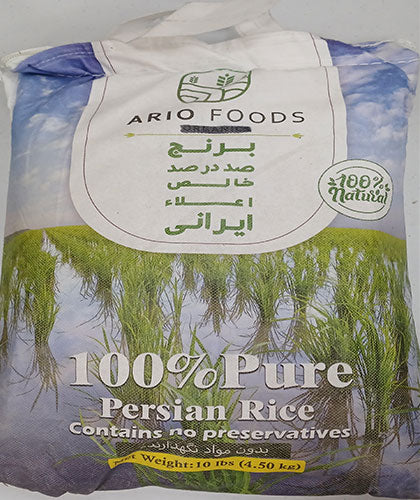 ARIO FOODS
برنج
صد در صد
خالص
اعلاء
ایرانی
100%
Natural
100% Pure
Persian Rice
Contains no preservatives
بدون مواد نگهدارنده
Net Weight: 10 lbs (4.50 kg)